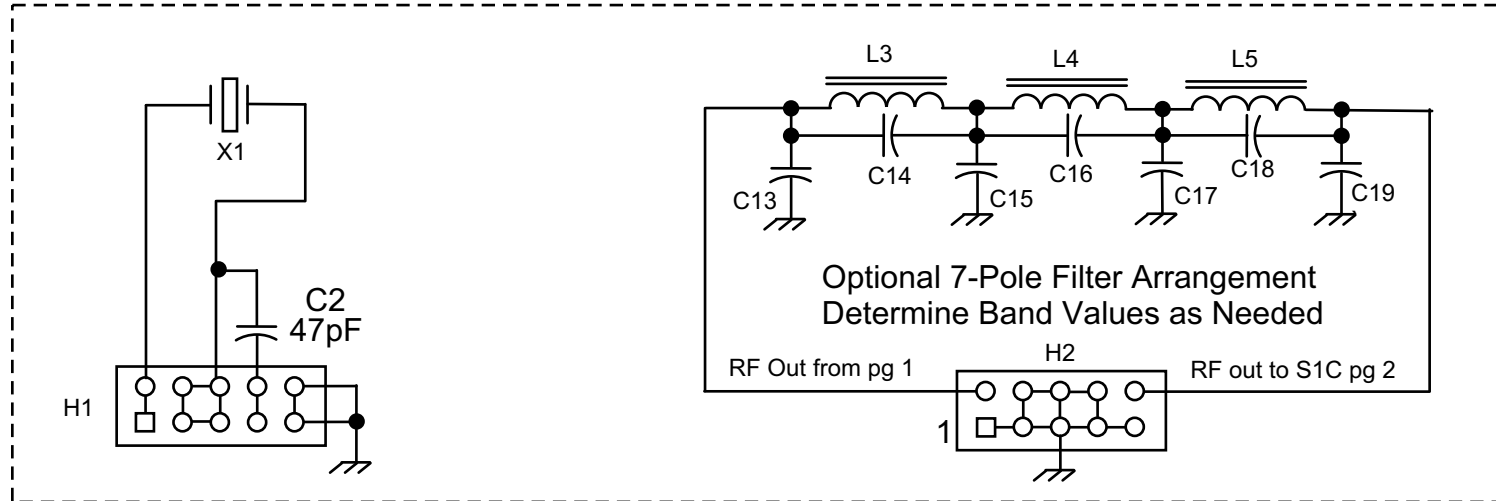 X1
C2
47pF
H1
L3
L4
L5
C14
C16
C18
C13
C15
C17
C19
Optional 7-Pole Filter Arrangement
Determine Band Values as Needed
RF Out from pg 1
H2
RF out to S1C pg 2
1